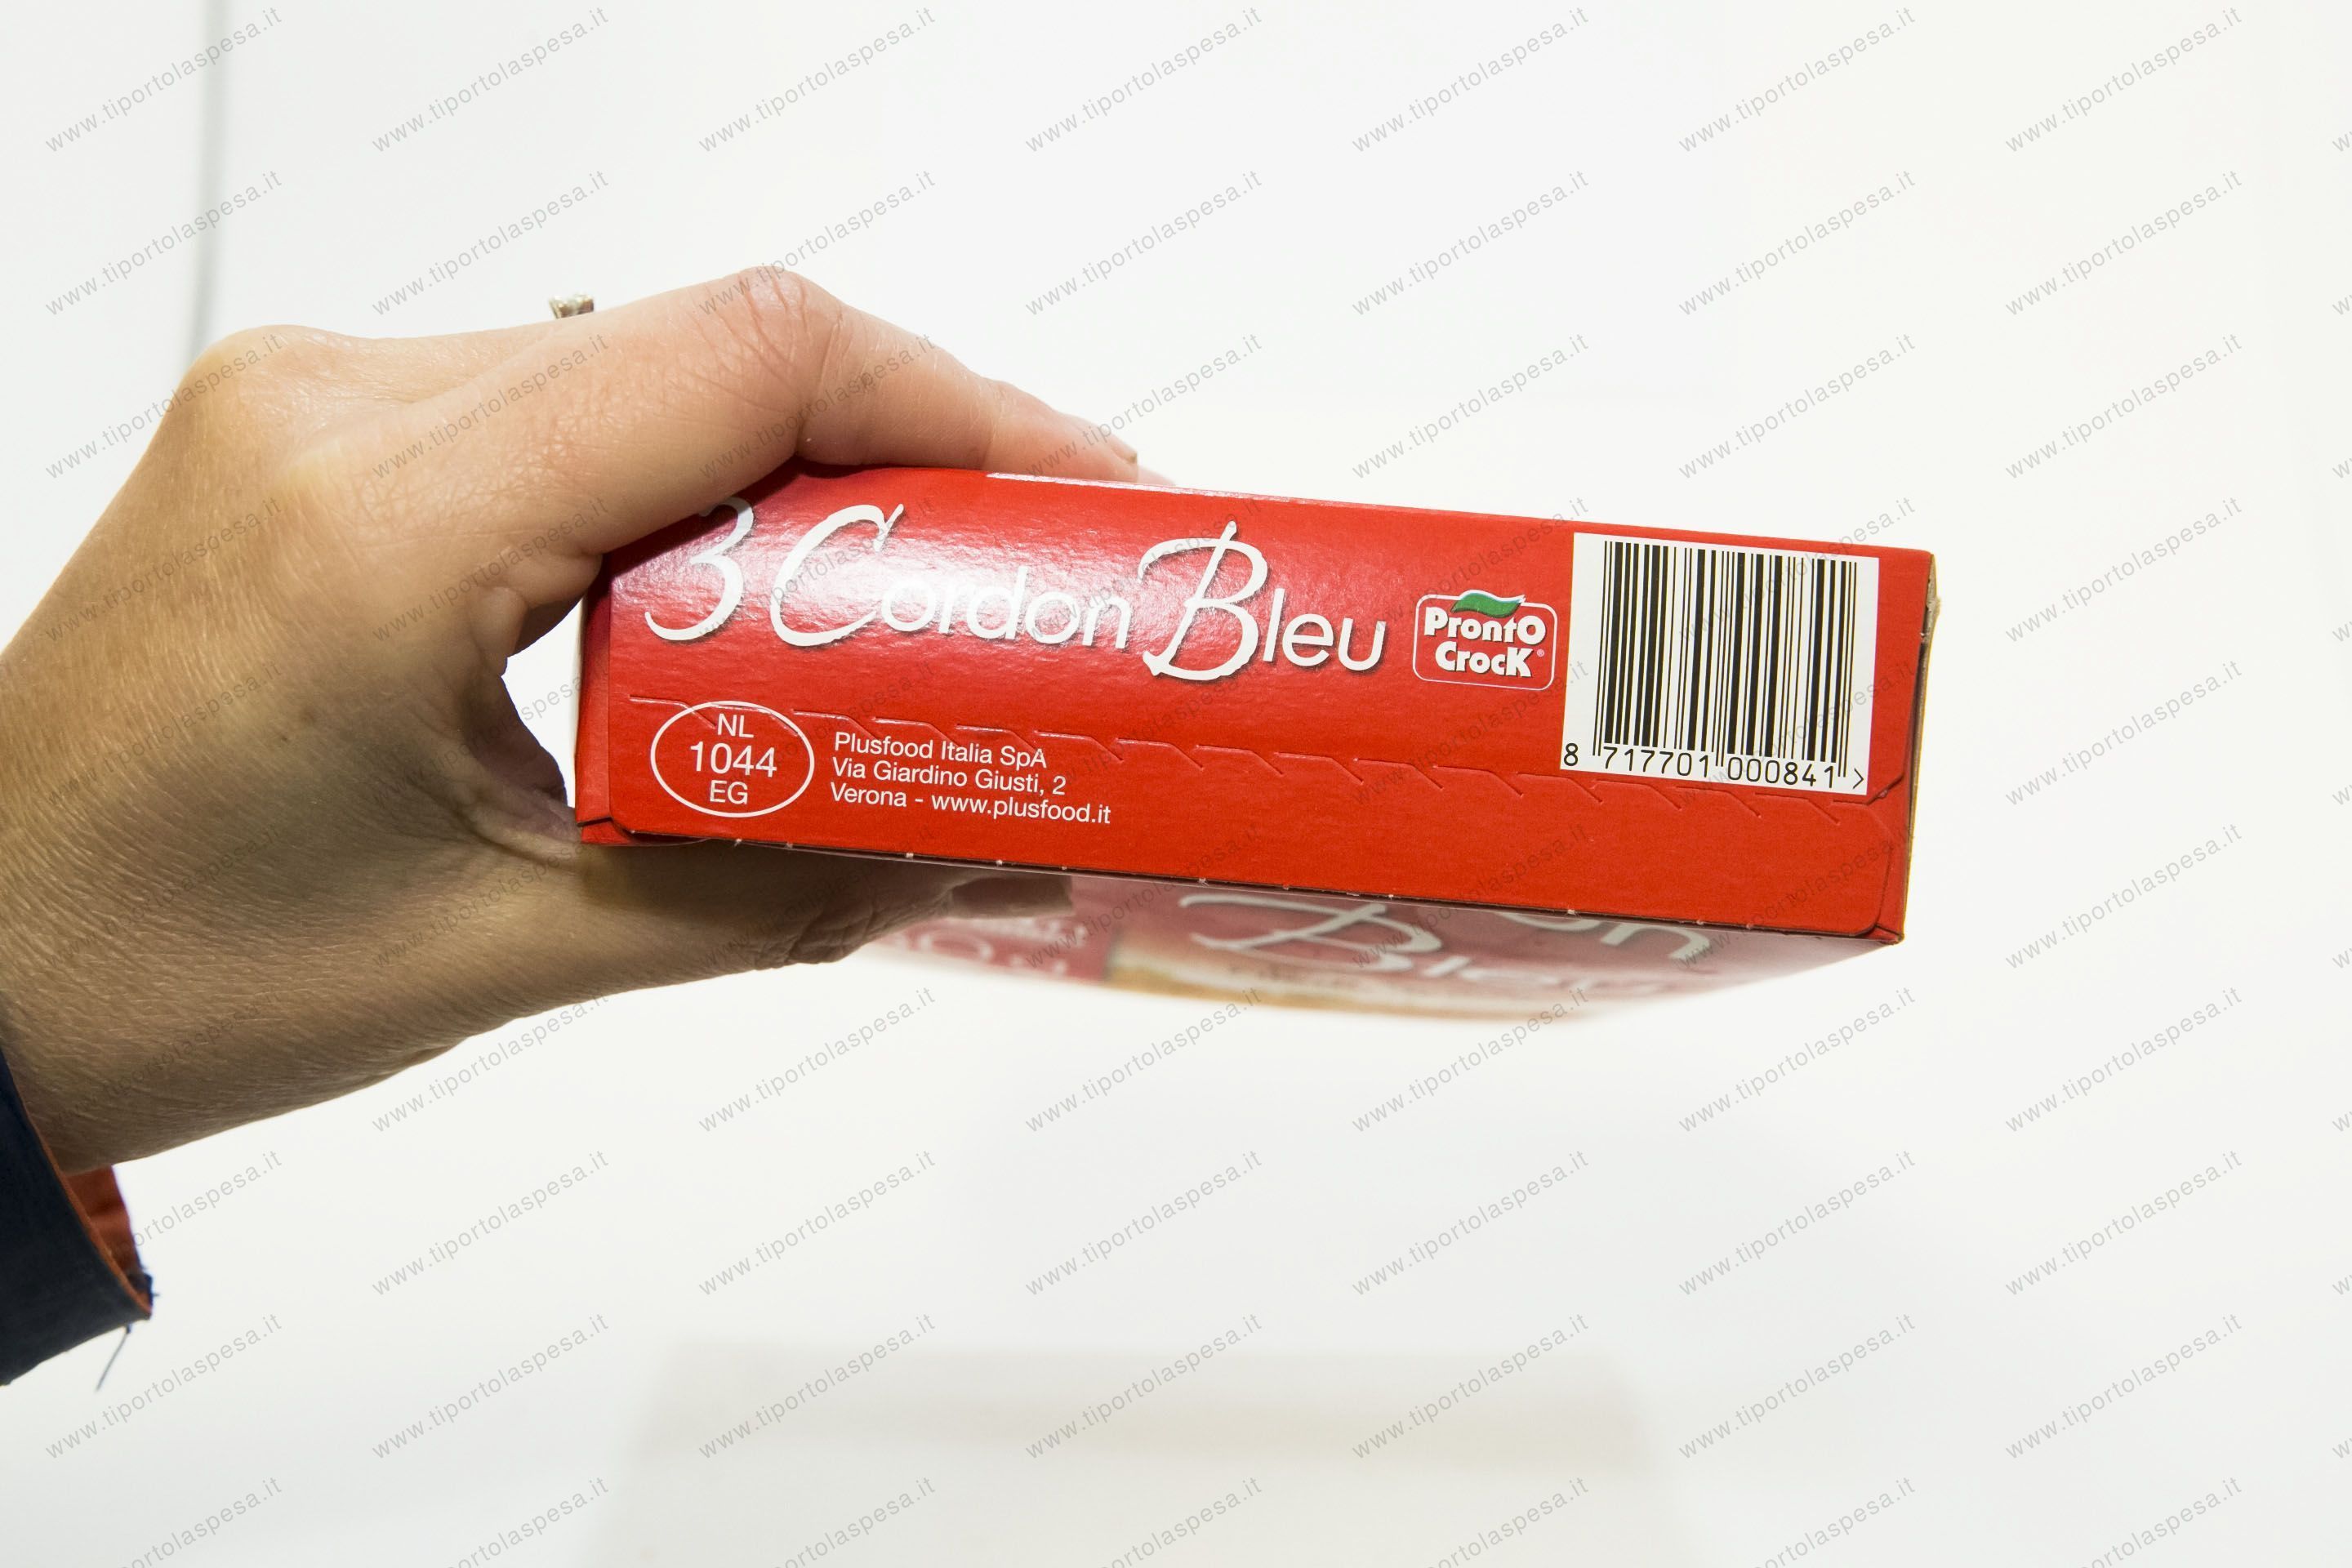 3 Cordon Bleu
Pronto
Crock®
8 717701 000841 >
NL
1044
EG
Plusfood Italia SpA
Via Giardino Giusti, 2
Verona - www.plusfood.it
Bleu
www.tiportolaspesa.it